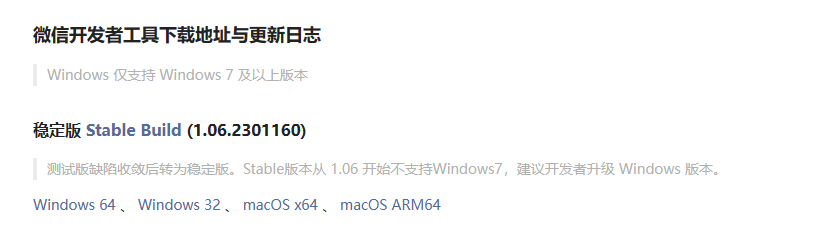 微信开发者工具下载地址与更新日志
Windows 仅支持 Windows 7 及以上版本
稳定版 Stable Build (1.06.2301160)
测试版缺陷收敛后转为稳定版。Stable版本从 1.06 开始不支持Windows7，建议开发者升级 Windows 版本。
Windows 64 、 Windows 32 、 macOS x64 、 macOS ARM64